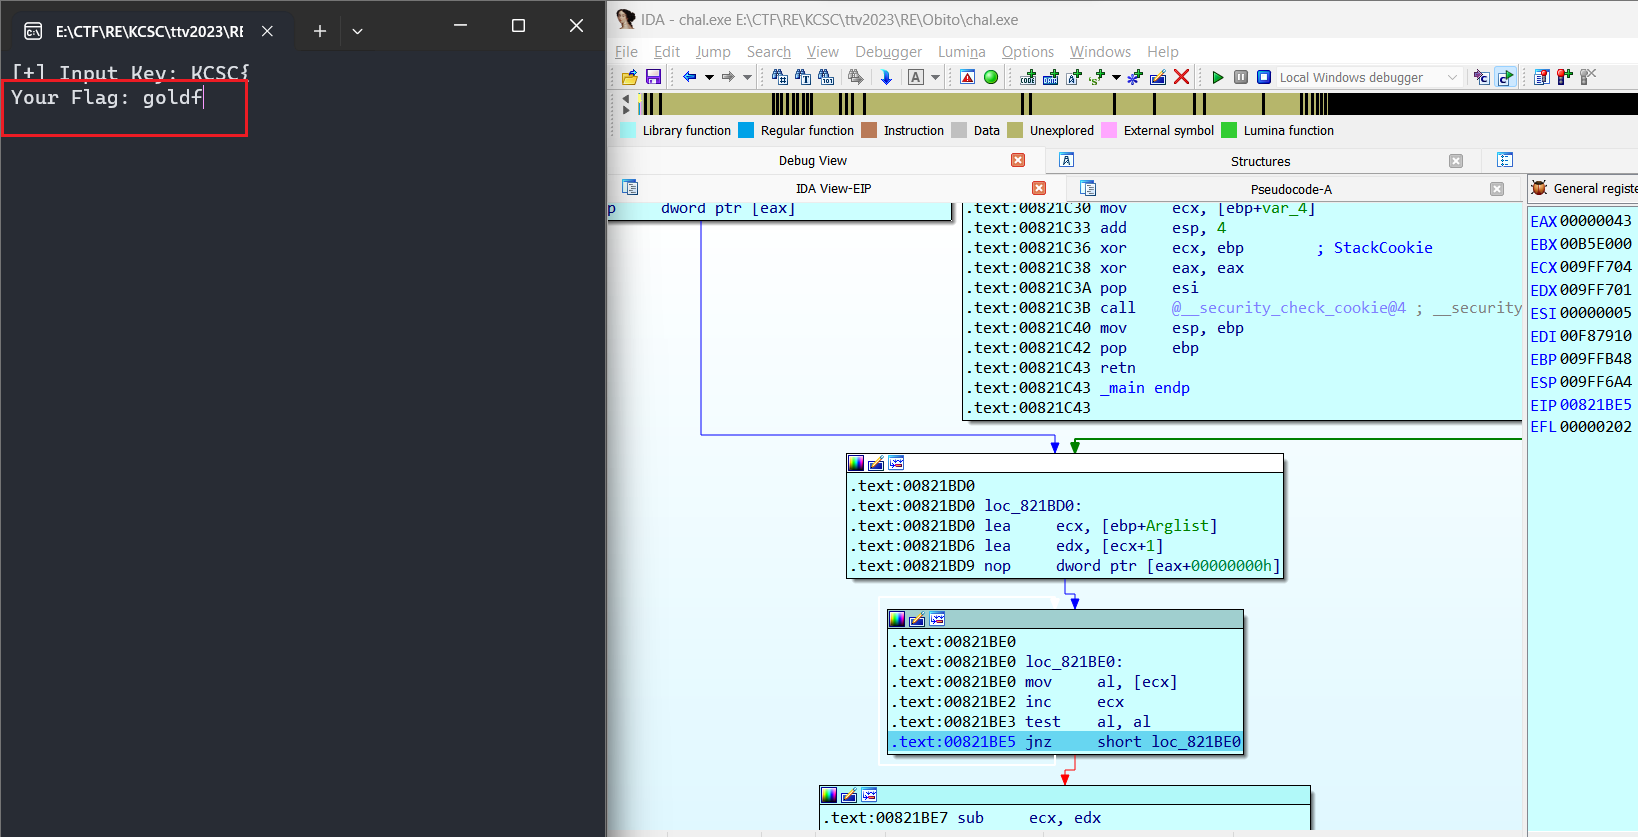 E:\CTF\RE\KCSC\ttv2023\RE
[+] Input Key: KCSC{
Your Flag: goldf
IDA - chal.exe E:\CTF\RE\KCSC\ttv2023\RE\Obito\chal.exe
File Edit Jump Search View Debugger Lumina Options Windows Help
Local Windows debugger
Library function Regular function Instruction Data Unexplored External symbol Lumina function
Debug View Structures
IDA View-EIP Pseudocode-A General registe
p dword ptr [eax]
.text:00821C30 mov ecx, [ebp+var_4]
.text:00821C33 add esp, 4
.text:00821C36 xor ecx, ebp ; StackCookie
.text:00821C38 xor eax, eax
.text:00821C3A pop esi
.text:00821C3B call @__security_check_cookie@4 ; __security
.text:00821C40 mov esp, ebp
.text:00821C42 pop ebp
.text:00821C43 retn
.text:00821C43 _main endp
.text:00821C43
EAX 00000043
EBX 00B5E000
ECX 009FF704
EDX 009FF701
ESI 00000005
EDI 00F87910
EBP 009FFB48
ESP 009FF6A4
EIP 00821BE5
EFL 00000202
.text:00821BD0
.text:00821BD0 loc_821BD0:
.text:00821BD0 lea ecx, [ebp+Arglist]
.text:00821BD6 lea edx, [ecx+1]
.text:00821BD9 nop dword ptr [eax+00000000h]
.text:00821BE0
.text:00821BE0 loc_821BE0:
.text:00821BE0 mov al, [ecx]
.text:00821BE2 inc ecx
.text:00821BE3 test al, al
.text:00821BE5 jnz short loc_821BE0
.text:00821BE7 sub ecx, edx